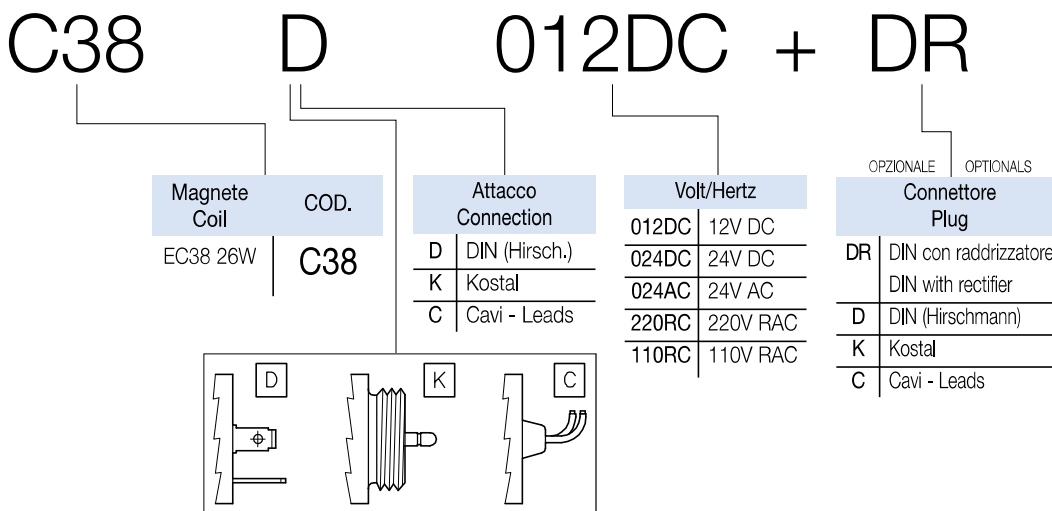 C38 D 012DC + DR
OPZIONALE OPTIONALS
Magnete
Coil
COD.
EC38 26W
C38
Attacco
Connection
D DIN (Hirsch.)
K Kostal
C Cavi - Leads
Volt/Hertz
012DC 12V DC
024DC 24V DC
024AC 24V AC
220RC 220V RAC
110RC 110V RAC
Connettore
Plug
DR DIN con raddrizzatore
DIN with rectifier
D DIN (Hirschmann)
K Kostal
C Cavi - Leads
D K C